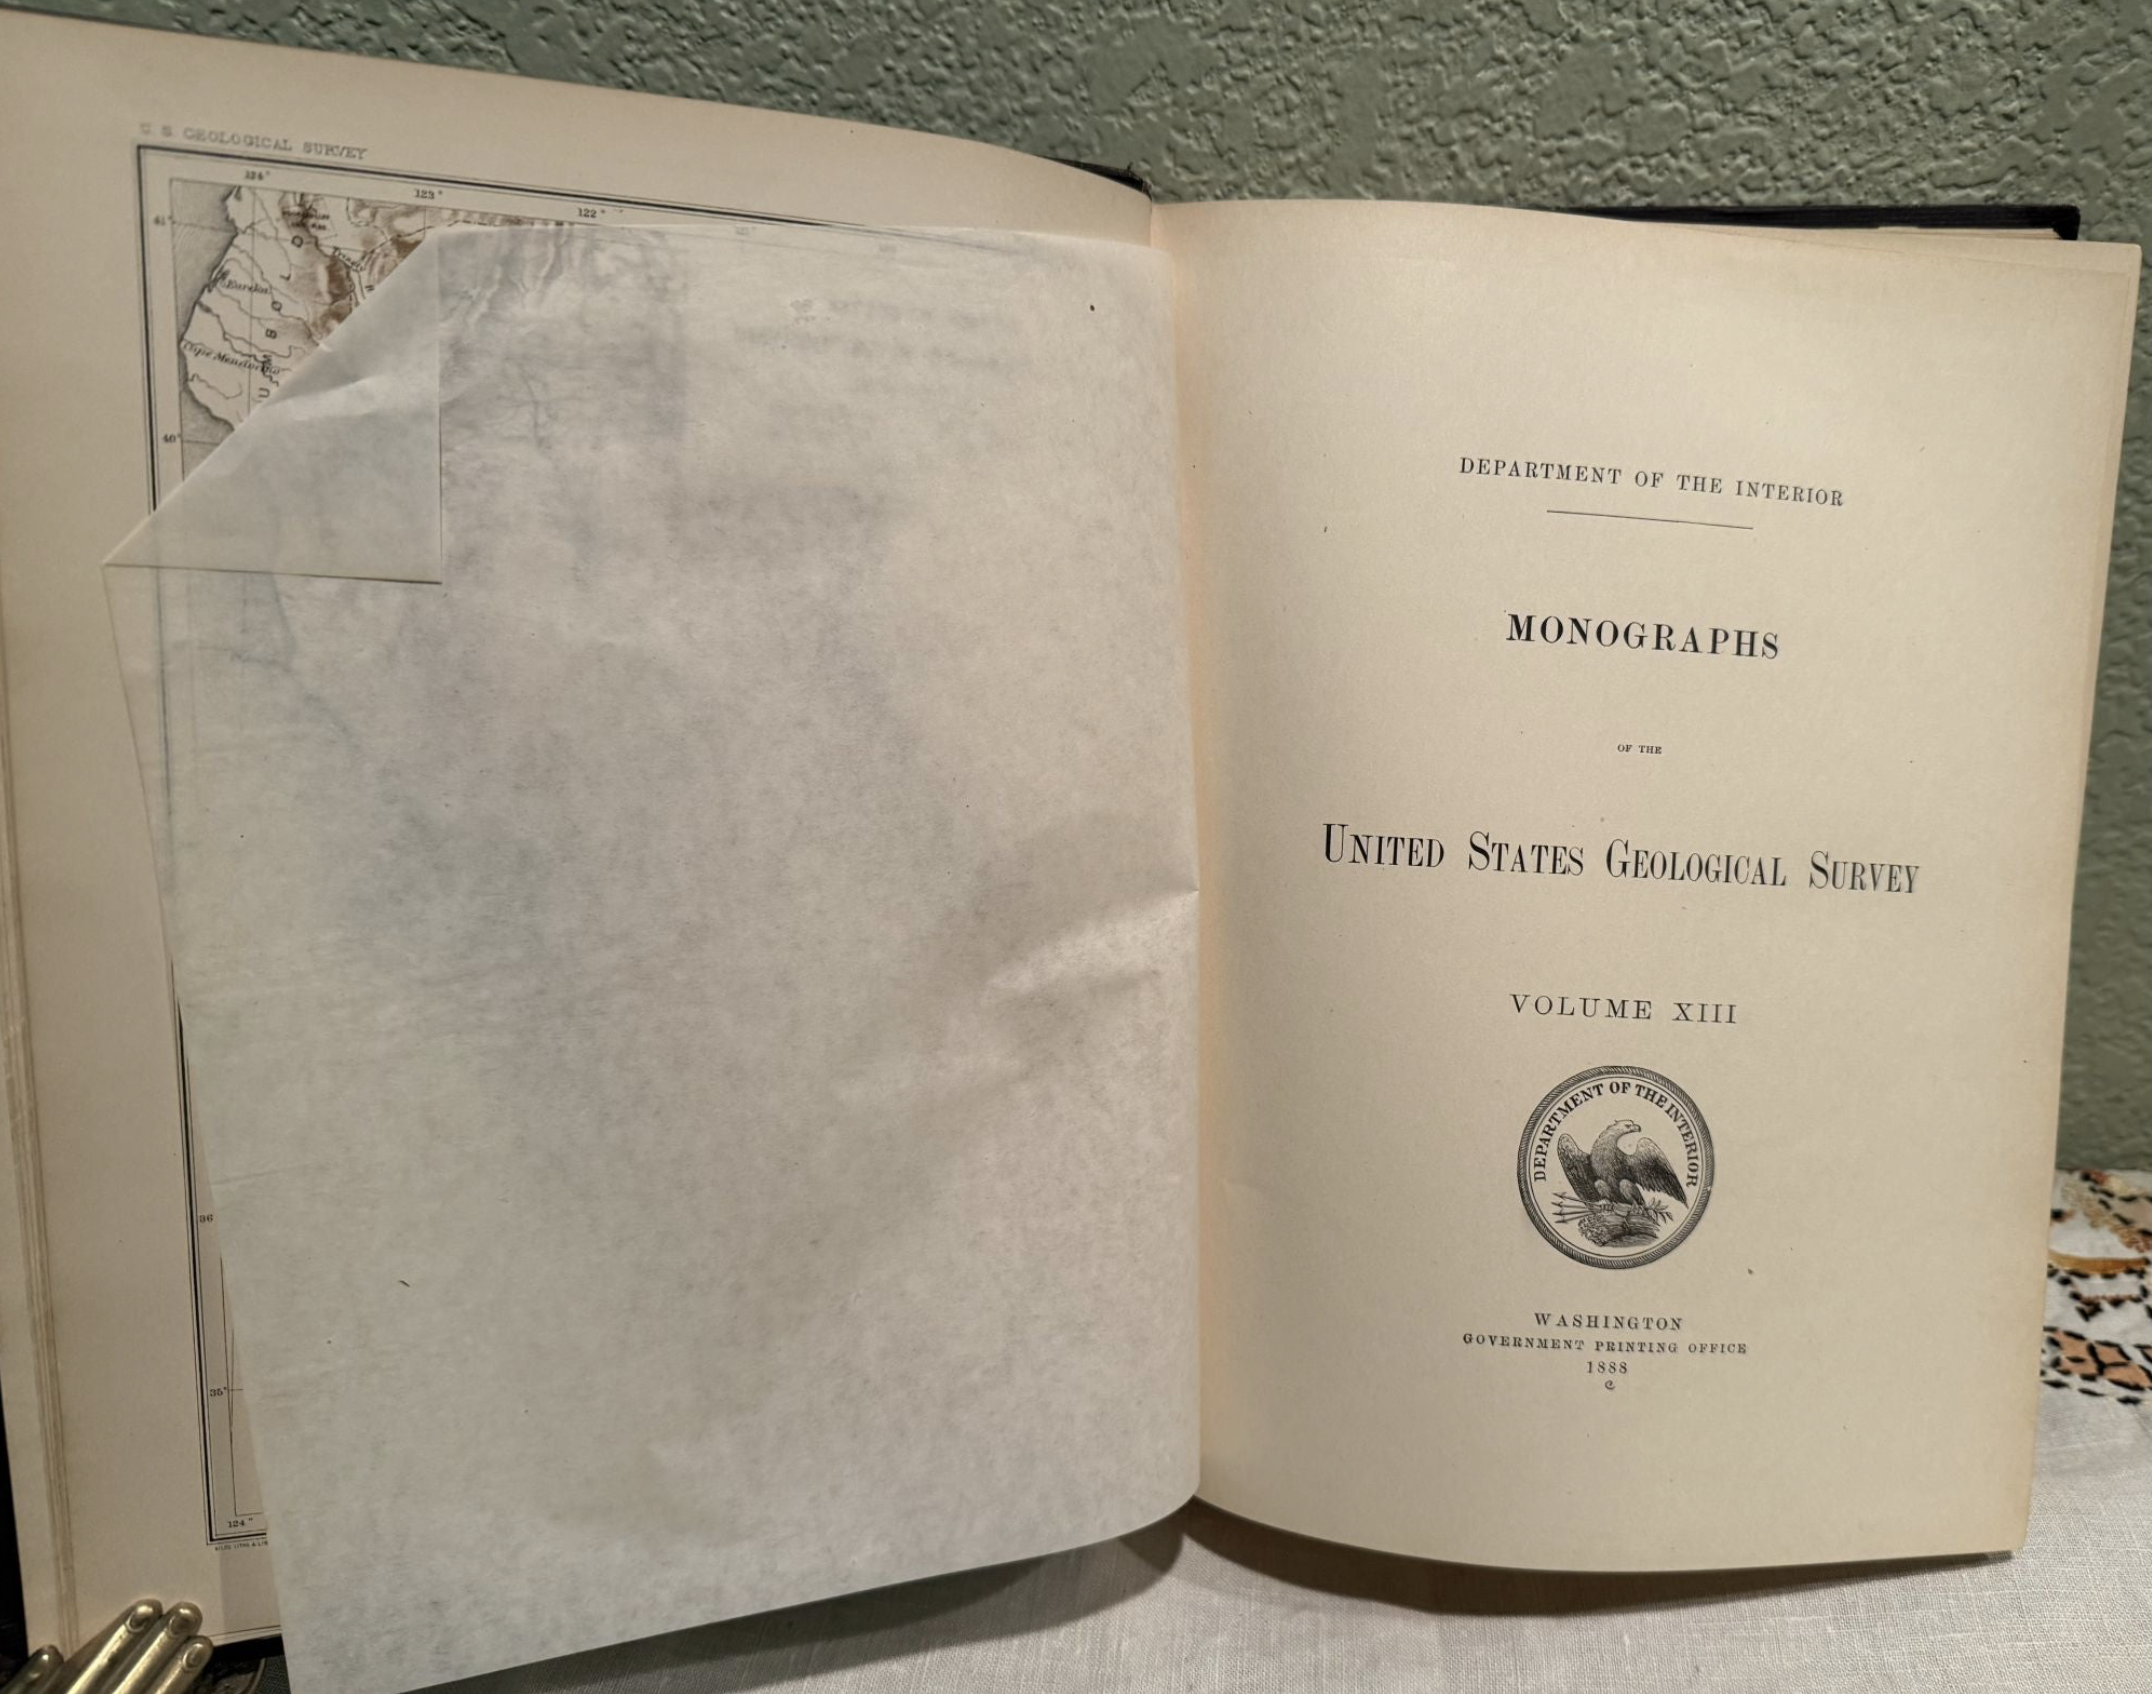 U. S. GEOLOGICAL SURVEY
124°
123°
122°
41°
Eureka
Cape Mendocino
40°
36
35°
124°
DEPARTMENT OF THE INTERIOR
MONOGRAPHS
OF THE
UNITED STATES GEOLOGICAL SURVEY
VOLUME XIII
DEPARTMENT OF THE INTERIOR
WASHINGTON
GOVERNMENT PRINTING OFFICE
1888